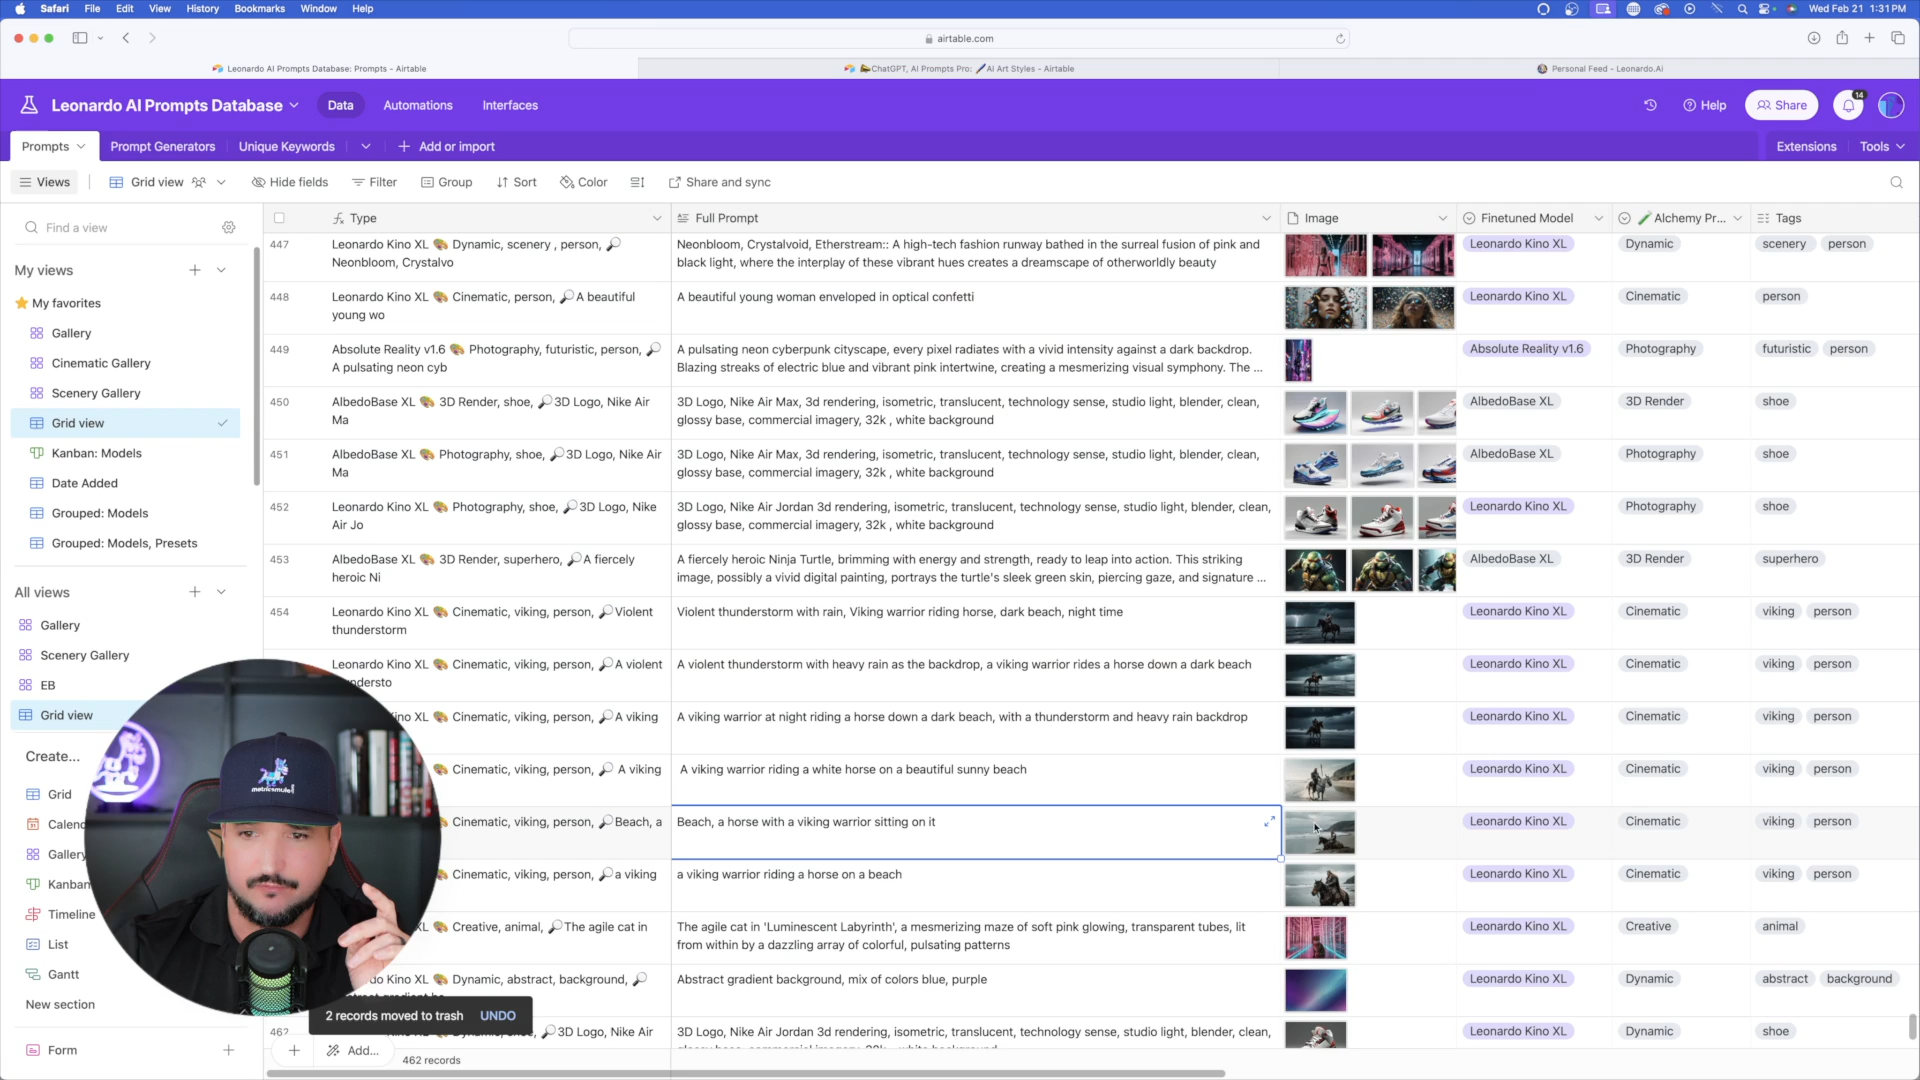 Safari File Edit View History Bookmarks Window Help
Wed Feb 21 1:31 PM
airtable.com
Leonardo AI Prompts Database: Prompts - Airtable
ChatGPT, AI Prompts Pro: AI Art Styles - Airtable
Personal Feed - Leonardo.Ai
Leonardo AI Prompts Database
Data Automations Interfaces
Help Share 14
Prompts Prompt Generators Unique Keywords Add or import
Extensions Tools
Views Grid view Hide fields Filter Group Sort Color Share and sync
Find a view
My views
My favorites
Gallery
Cinematic Gallery
Scenery Gallery
Grid view
Kanban: Models
Date Added
Grouped: Models
Grouped: Models, Presets
All views
Gallery
Scenery Gallery
EB
Grid view
Create...
Grid
Calend
Gallery
Kanban
Timeline
List
Gantt
New section
Form
Type Full Prompt Image Finetuned Model Alchemy Pr... Tags
447 Leonardo Kino XL Dynamic, scenery , person, Neonbloom, Crystalvo
Neonbloom, Crystalvoid, Etherstream:: A high-tech fashion runway bathed in the surreal fusion of pink and
black light, where the interplay of these vibrant hues creates a dreamscape of otherworldly beauty
Leonardo Kino XL Dynamic scenery person
448 Leonardo Kino XL Cinematic, person, A beautiful
young wo
A beautiful young woman enveloped in optical confetti
Leonardo Kino XL Cinematic person
449 Absolute Reality v1.6 Photography, futuristic, person,
A pulsating neon cyb
A pulsating neon cyberpunk cityscape, every pixel radiates with a vivid intensity against a dark backdrop.
Blazing streaks of electric blue and vibrant pink intertwine, creating a mesmerizing visual symphony. The ...
Absolute Reality v1.6 Photography futuristic person
450 AlbedoBase XL 3D Render, shoe, 3D Logo, Nike Air
Ma
3D Logo, Nike Air Max, 3d rendering, isometric, translucent, technology sense, studio light, blender, clean,
glossy base, commercial imagery, 32k , white background
AlbedoBase XL 3D Render shoe
451 AlbedoBase XL Photography, shoe, 3D Logo, Nike Air
Ma
3D Logo, Nike Air Max, 3d rendering, isometric, translucent, technology sense, studio light, blender, clean,
glossy base, commercial imagery, 32k , white background
AlbedoBase XL Photography shoe
452 Leonardo Kino XL Photography, shoe, 3D Logo, Nike
Air Jo
3D Logo, Nike Air Jordan 3d rendering, isometric, translucent, technology sense, studio light, blender, clean,
glossy base, commercial imagery, 32k , white background
Leonardo Kino XL Photography shoe
453 AlbedoBase XL 3D Render, superhero, A fiercely
heroic Ni
A fiercely heroic Ninja Turtle, brimming with energy and strength, ready to leap into action. This striking
image, possibly a vivid digital painting, portrays the turtle's sleek green skin, piercing gaze, and signature ...
AlbedoBase XL 3D Render superhero
454 Leonardo Kino XL Cinematic, viking, person, Violent
thunderstorm
Violent thunderstorm with rain, Viking warrior riding horse, dark beach, night time
Leonardo Kino XL Cinematic viking person
Leonardo Kino XL Cinematic, viking, person, A violent
ndersto
A violent thunderstorm with heavy rain as the backdrop, a viking warrior rides a horse down a dark beach
Leonardo Kino XL Cinematic viking person
ino XL Cinematic, viking, person, A viking
A viking warrior at night riding a horse down a dark beach, with a thunderstorm and heavy rain backdrop
Leonardo Kino XL Cinematic viking person
Cinematic, viking, person, A viking
A viking warrior riding a white horse on a beautiful sunny beach
Leonardo Kino XL Cinematic viking person
Cinematic, viking, person, Beach, a
Beach, a horse with a viking warrior sitting on it
Leonardo Kino XL Cinematic viking person
Cinematic, viking, person, a viking
a viking warrior riding a horse on a beach
Leonardo Kino XL Cinematic viking person
XL Creative, animal, The agile cat in
The agile cat in 'Luminescent Labyrinth', a mesmerizing maze of soft pink glowing, transparent tubes, lit
from within by a dazzling array of colorful, pulsating patterns
Leonardo Kino XL Creative animal
do Kino XL Dynamic, abstract, background,
Abstract gradient background, mix of colors blue, purple
Leonardo Kino XL Dynamic abstract background
462 shoe, 3D Logo, Nike Air
3D Logo, Nike Air Jordan 3d rendering, isometric, translucent, technology sense, studio light, blender, clean,
Leonardo Kino XL Dynamic shoe
metricsmule
2 records moved to trash UNDO
Add...
462 records